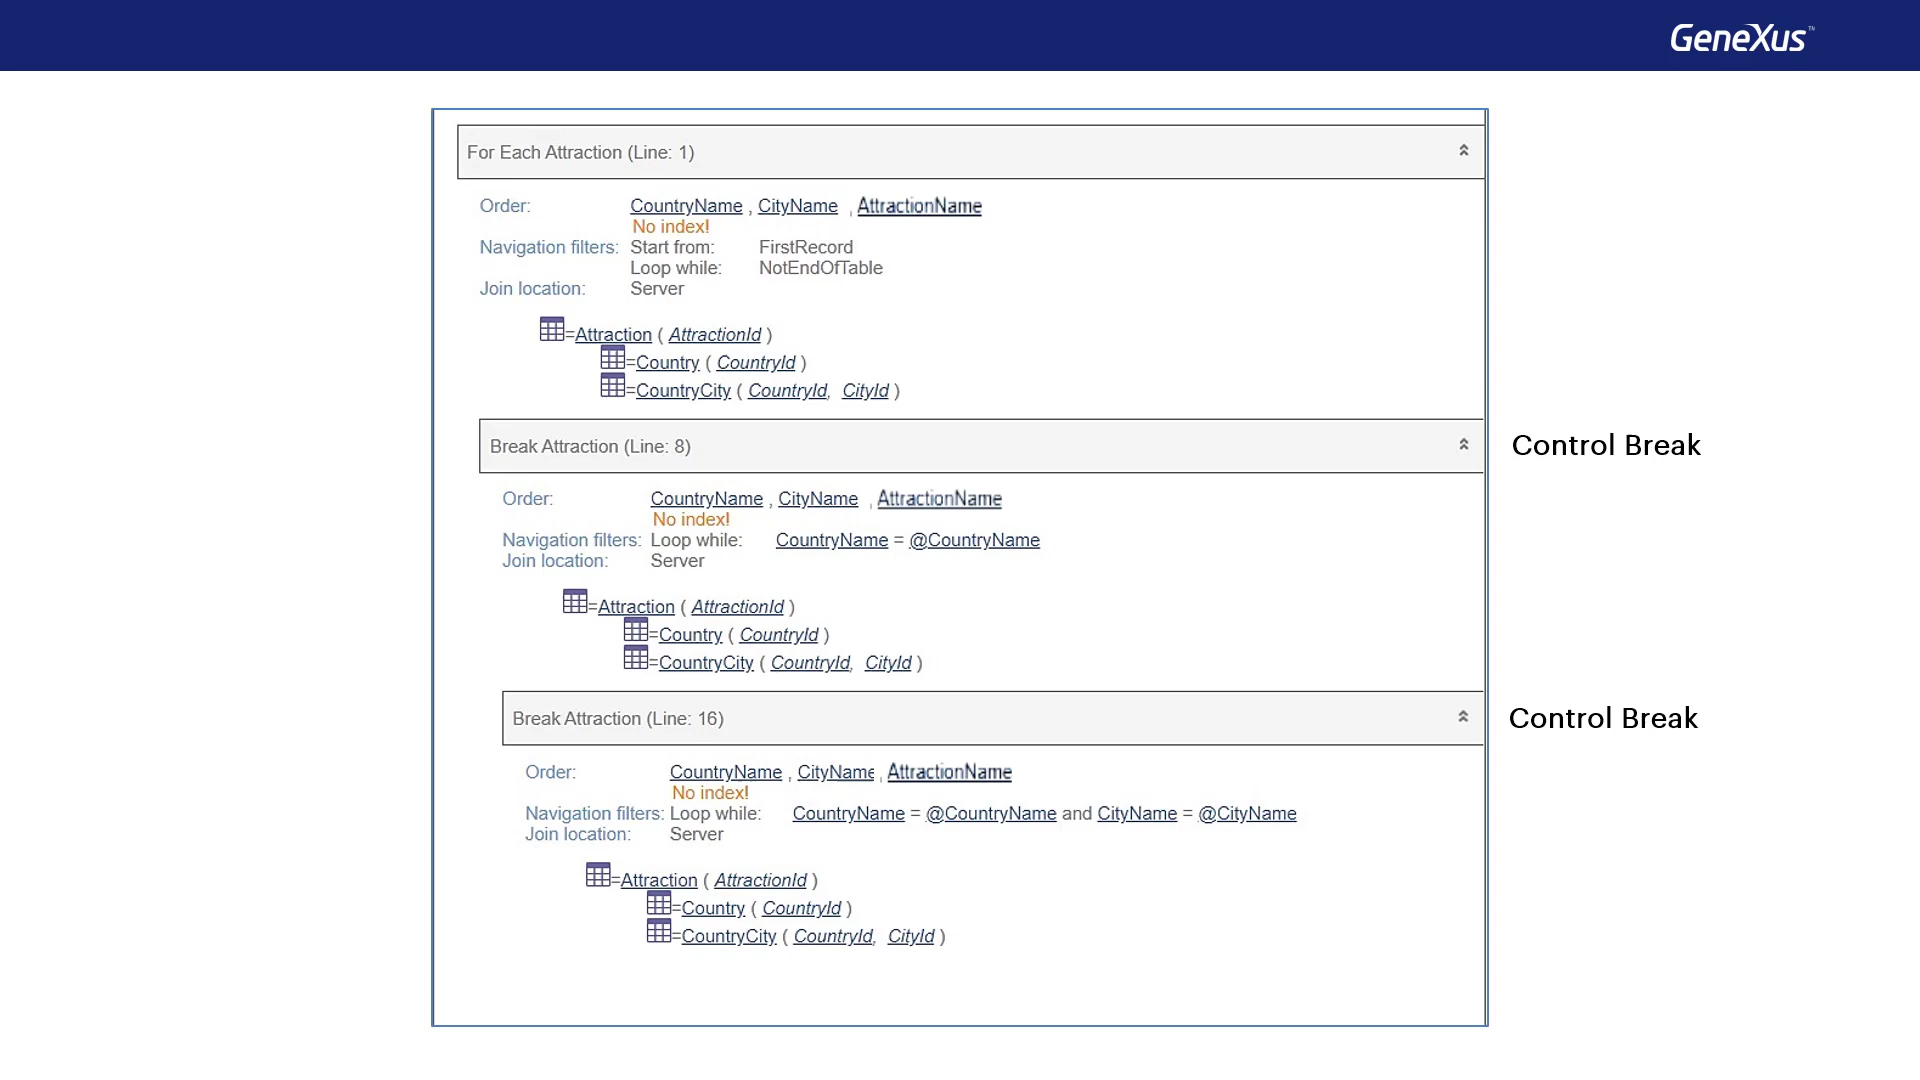 GeneXus™
For Each Attraction (Line: 1)
Order: CountryName , CityName , AttractionName
No index!
Navigation filters: Start from: FirstRecord
Loop while: NotEndOfTable
Join location: Server
=Attraction ( AttractionId )
=Country ( CountryId )
=CountryCity ( CountryId, CityId )
Break Attraction (Line: 8)
Control Break
Order: CountryName , CityName , AttractionName
No index!
Navigation filters: Loop while: CountryName = @CountryName
Join location: Server
=Attraction ( AttractionId )
=Country ( CountryId )
=CountryCity ( CountryId, CityId )
Break Attraction (Line: 16)
Control Break
Order: CountryName , CityName , AttractionName
No index!
Navigation filters: Loop while: CountryName = @CountryName and CityName = @CityName
Join location: Server
=Attraction ( AttractionId )
=Country ( CountryId )
=CountryCity ( CountryId, CityId )